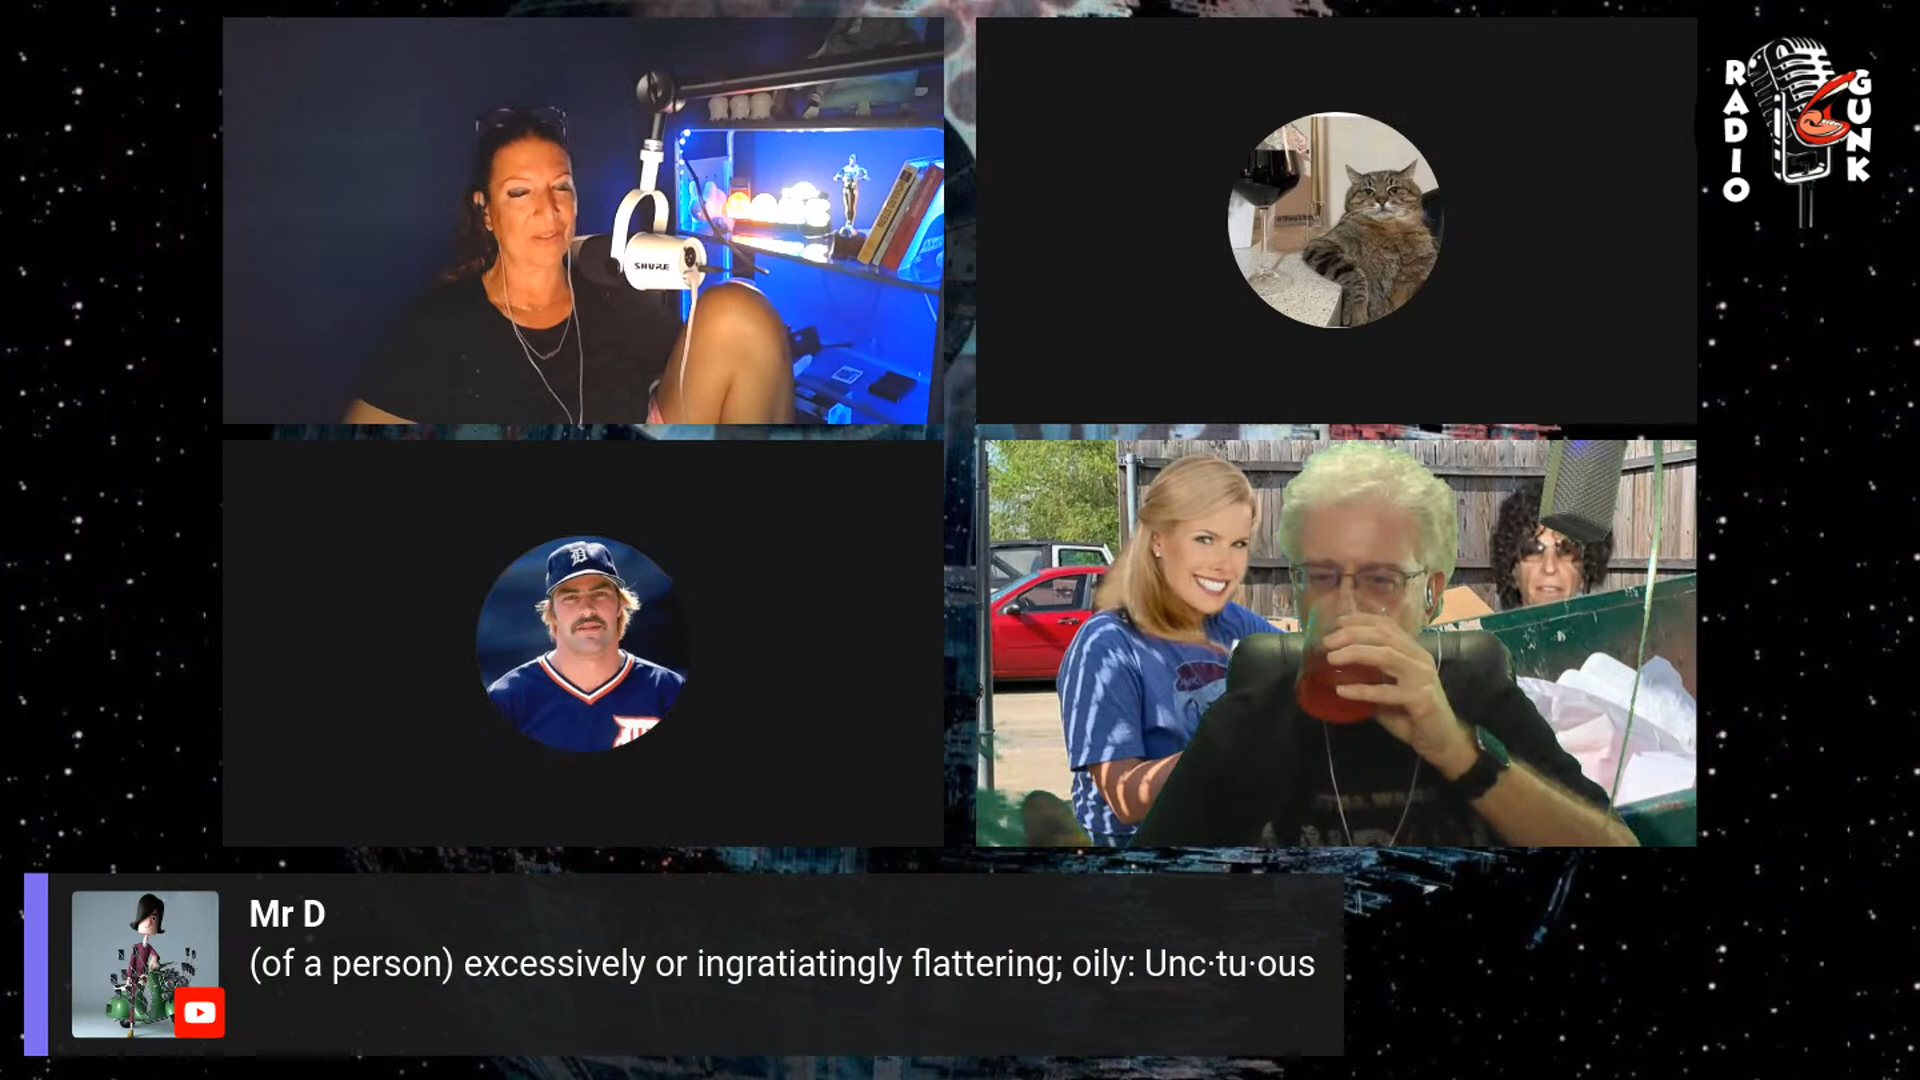 RADIO
GUNK
SHURE
Mr D
(of a person) excessively or ingratiatingly flattering; oily: Unc·tu·ous